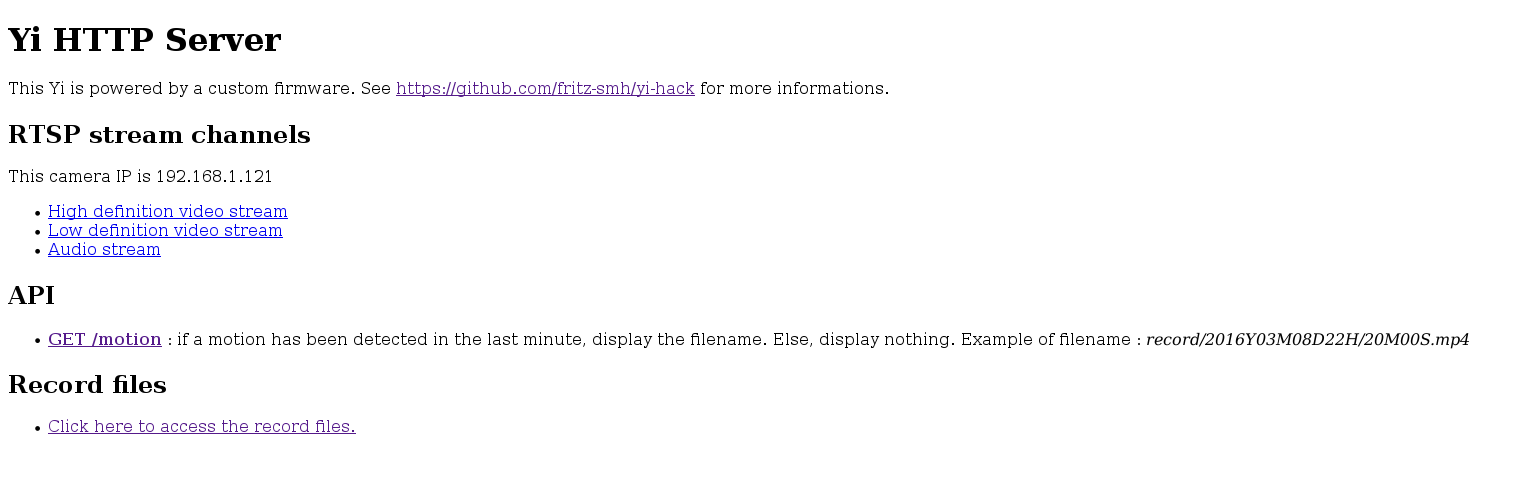 Yi HTTP Server
This Yi is powered by a custom firmware. See https://github.com/fritz-smh/yi-hack for more informations.
RTSP stream channels
This camera IP is 192.168.1.121
• High definition video stream
• Low definition video stream
• Audio stream
API
• GET /motion : if a motion has been detected in the last minute, display the filename. Else, display nothing. Example of filename : record/2016Y03M08D22H/20M00S.mp4
Record files
• Click here to access the record files.